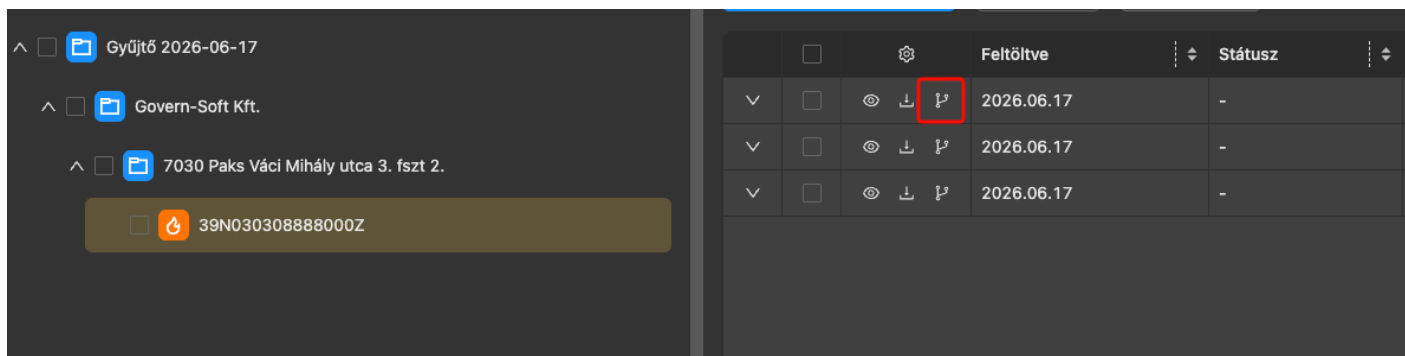 Gyűjtő 2026-06-17
Govern-Soft Kft.
7030 Paks Váci Mihály utca 3. fszt 2.
39N030308888000Z
Feltöltve Státusz
2026.06.17 -
2026.06.17 -
2026.06.17 -